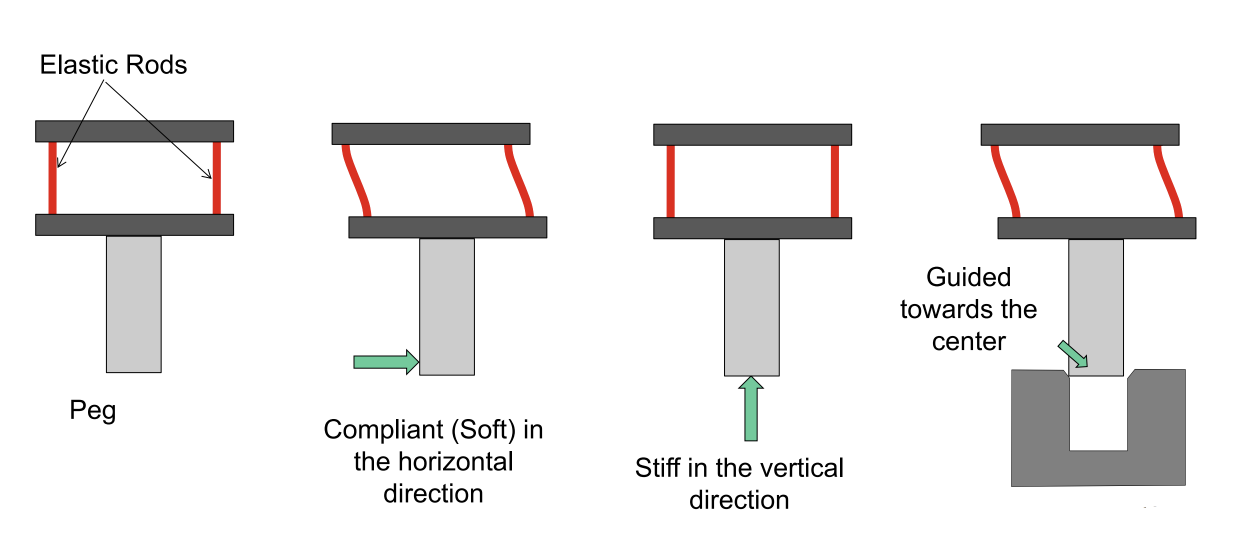 Elastic Rods
Peg
Compliant (Soft) in
the horizontal
direction
Stiff in the vertical
direction
Guided
towards the
center